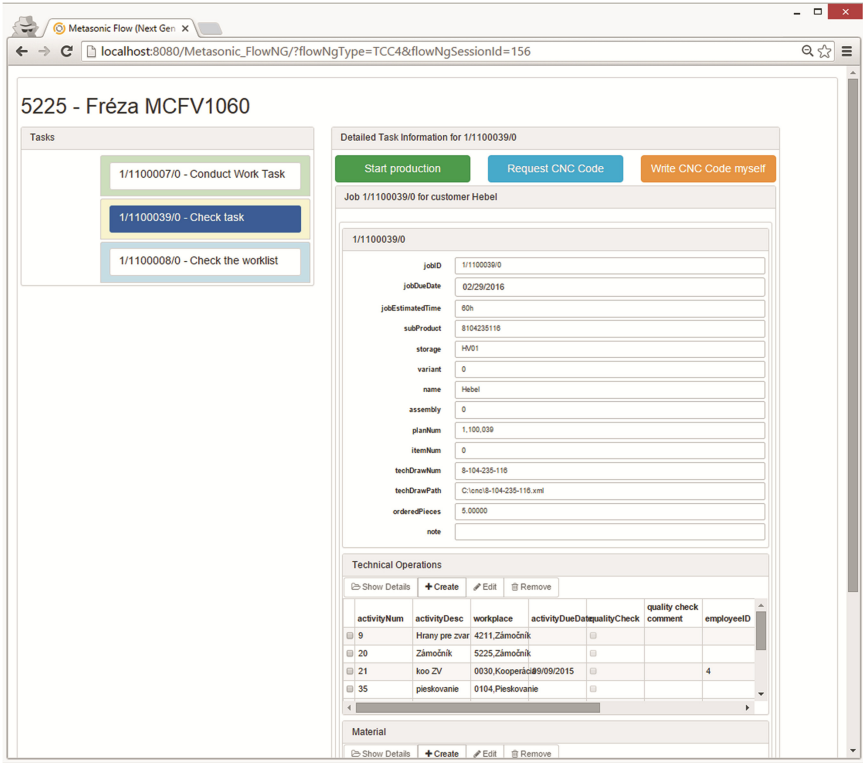 Metasonic Flow (Next Gen
localhost:8080/Metasonic_FlowNG/?flowNgType=TCC4&flowNgSessionId=156
5225 - Fréza MCFV1060
Tasks
1/1100007/0 - Conduct Work Task
1/1100039/0 - Check task
1/1100008/0 - Check the worklist
Detailed Task Information for 1/1100039/0
Start production Request CNC Code Write CNC Code myself
Job 1/1100039/0 for customer Hebel
1/1100039/0
jobID 1/1100039/0
jobDueDate 02/29/2016
jobEstimatedTime 60h
subProduct 8104235116
storage HV01
variant 0
name Hebel
assembly 0
planNum 1,100,039
itemNum 0
techDrawNum 8-104-235-116
techDrawPath C:\cnc\8-104-235-116.xml
orderedPieces 5.00000
note
Technical Operations
Show Details Create Edit Remove
activityNum activityDesc workplace activityDueDate qualityCheck quality check comment employeeID
9 Hrany pre zvar 4211,Zámočník
20 Zámočník 5225,Zámočník
21 koo ZV 0030,Kooperácia 09/09/2015 4
35 pieskovanie 0104,Pieskovanie
Material
Show Details Create Edit Remove